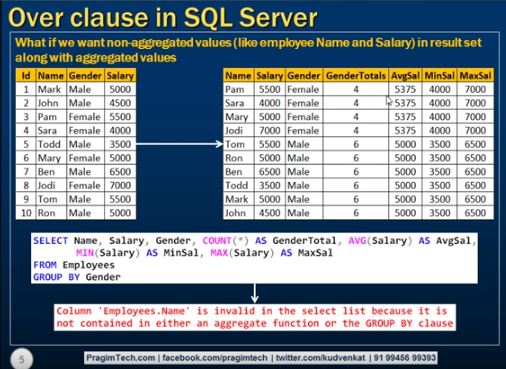 Over clause in SQL Server
What if we want non-aggregated values (like employee Name and Salary) in result set
along with aggregated values
Id Name Gender Salary
1 Mark Male 5000
2 John Male 4500
3 Pam Female 5500
4 Sara Female 4000
5 Todd Male 3500
6 Mary Female 5000
7 Ben Male 6500
8 Jodi Female 7000
9 Tom Male 5500
10 Ron Male 5000
Name Salary Gender GenderTotals AvgSal MinSal MaxSal
Pam 5500 Female 4 5375 4000 7000
Sara 4000 Female 4 5375 4000 7000
Mary 5000 Female 4 5375 4000 7000
Jodi 7000 Female 4 5375 4000 7000
Tom 5500 Male 6 5000 3500 6500
Ron 5000 Male 6 5000 3500 6500
Ben 6500 Male 6 5000 3500 6500
Todd 3500 Male 6 5000 3500 6500
Mark 5000 Male 6 5000 3500 6500
John 4500 Male 6 5000 3500 6500
SELECT Name, Salary, Gender, COUNT(*) AS GenderTotal, AVG(Salary) AS AvgSal,
MIN(Salary) AS MinSal, MAX(Salary) AS MaxSal
FROM Employees
GROUP BY Gender
Column 'Employees.Name' is invalid in the select list because it is
not contained in either an aggregate function or the GROUP BY clause
5
PragimTech.com | facebook.com/pragimtech | twitter.com/kudvenkat | 91 99456 99393